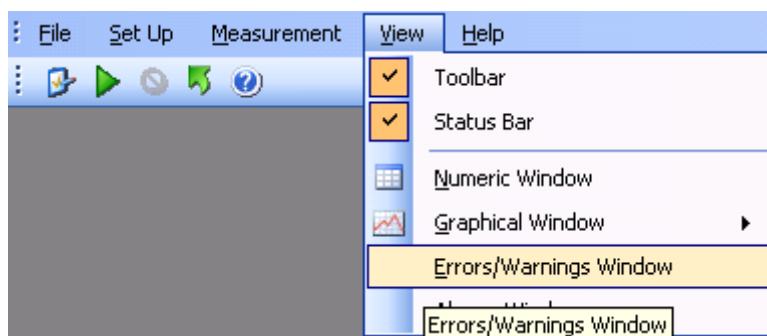 File Set Up Measurement View Help
Toolbar
Status Bar
Numeric Window
Graphical Window
Errors/Warnings Window
Errors/Warnings Window